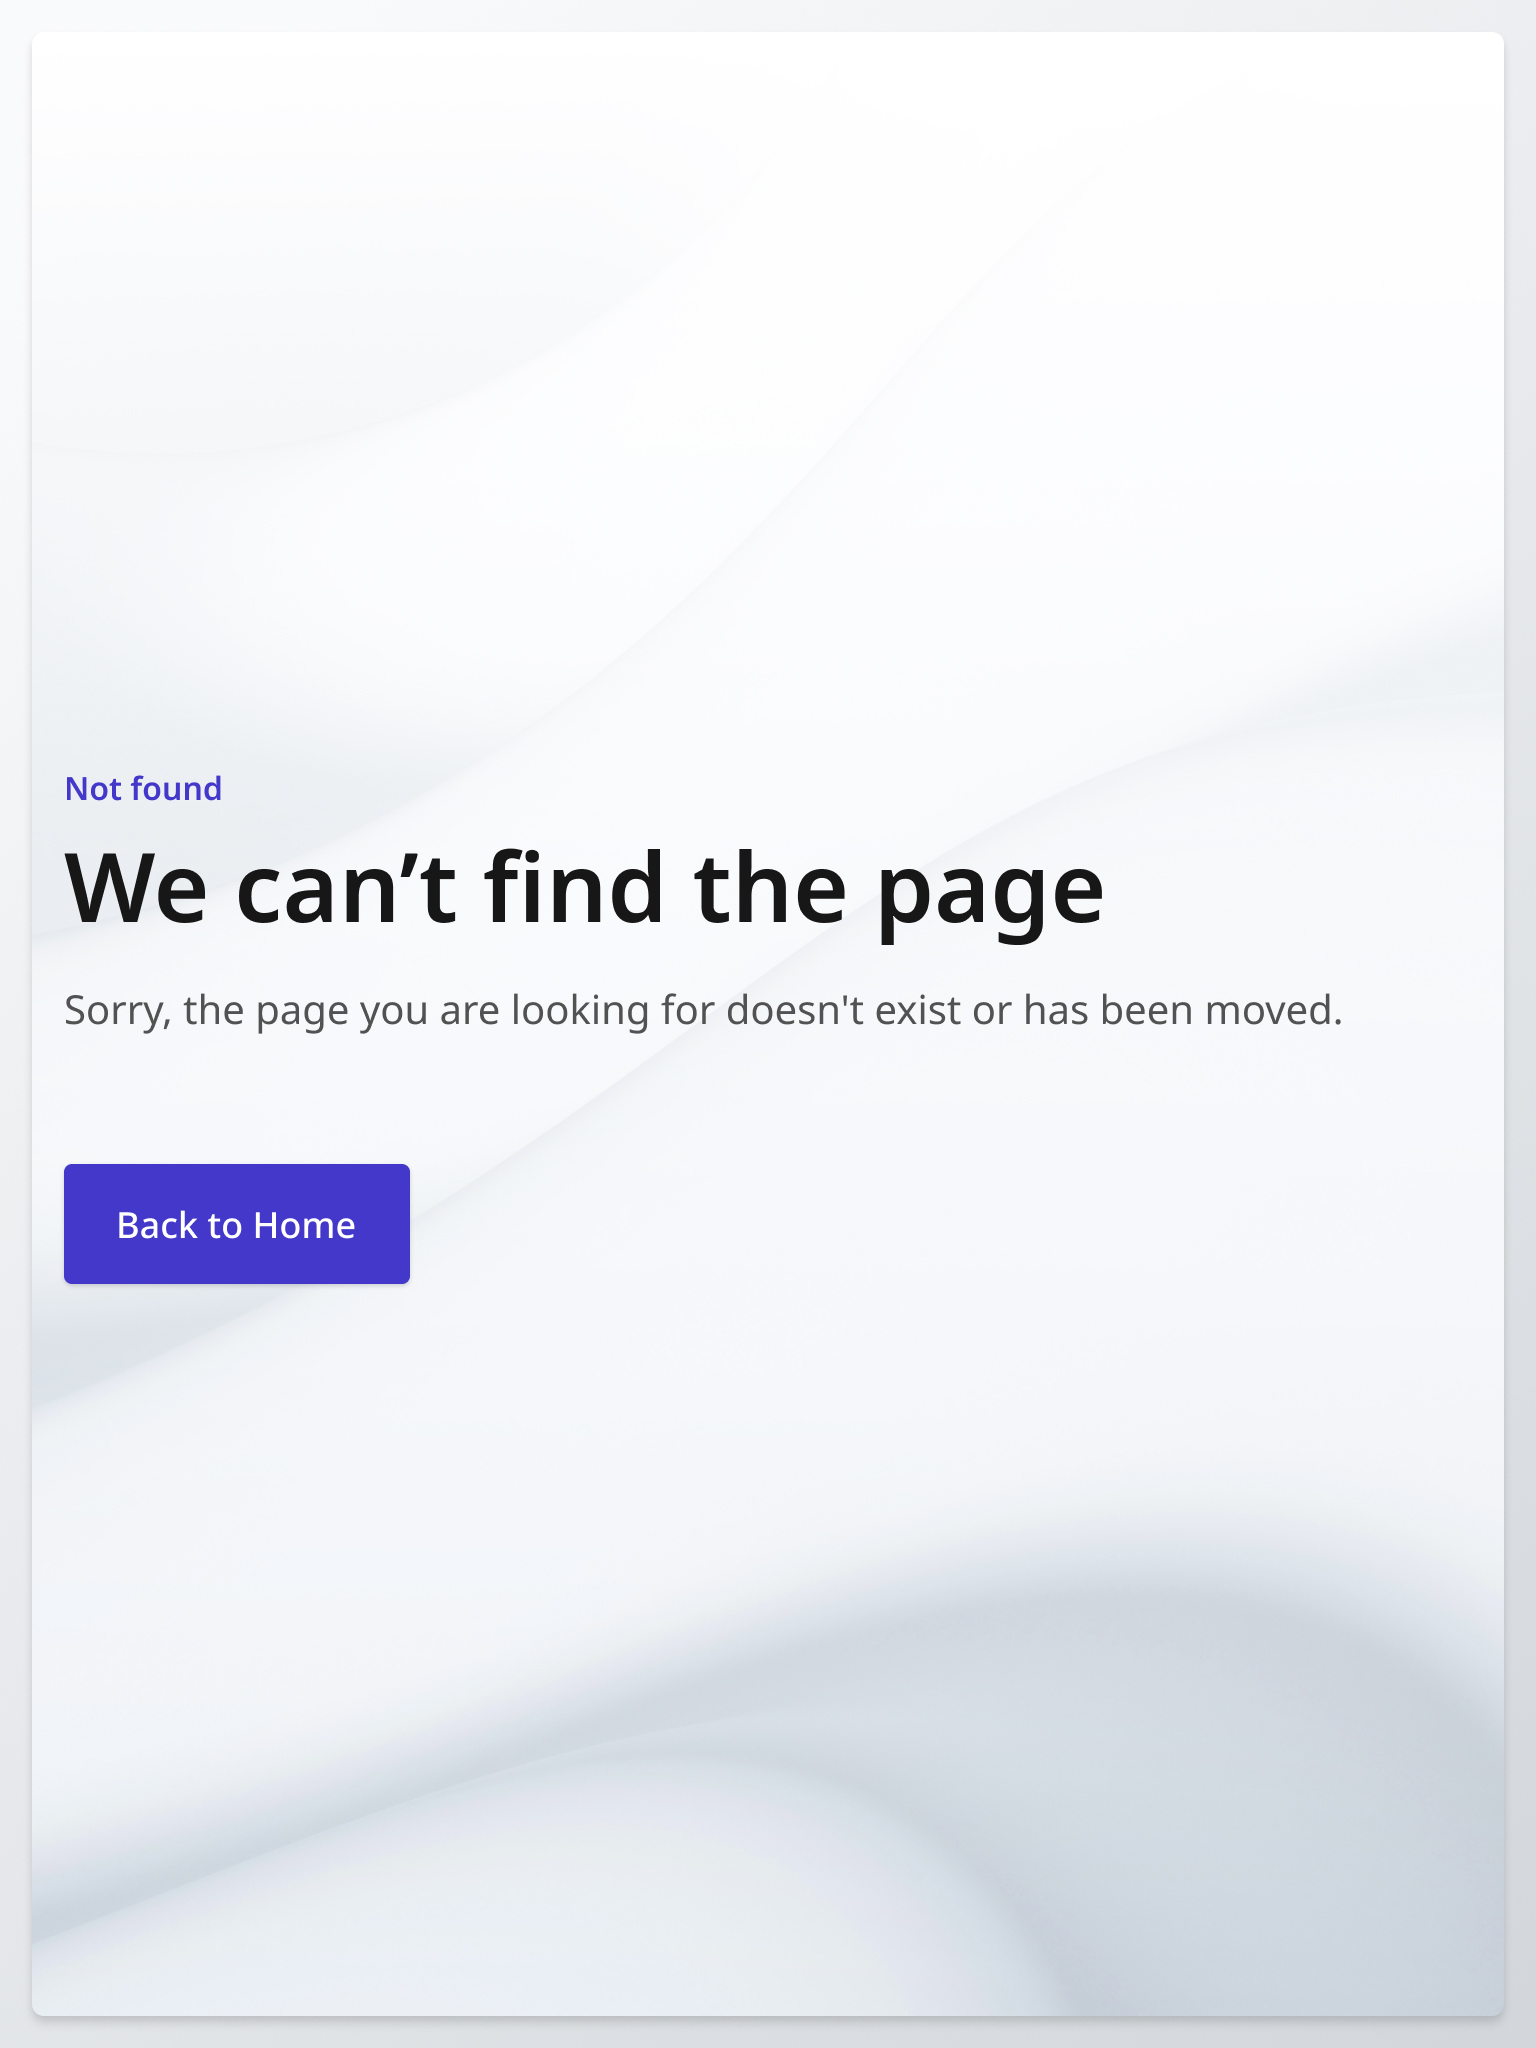 Not found
We can’t find the page
Sorry, the page you are looking for doesn't exist or has been moved.
Back to Home